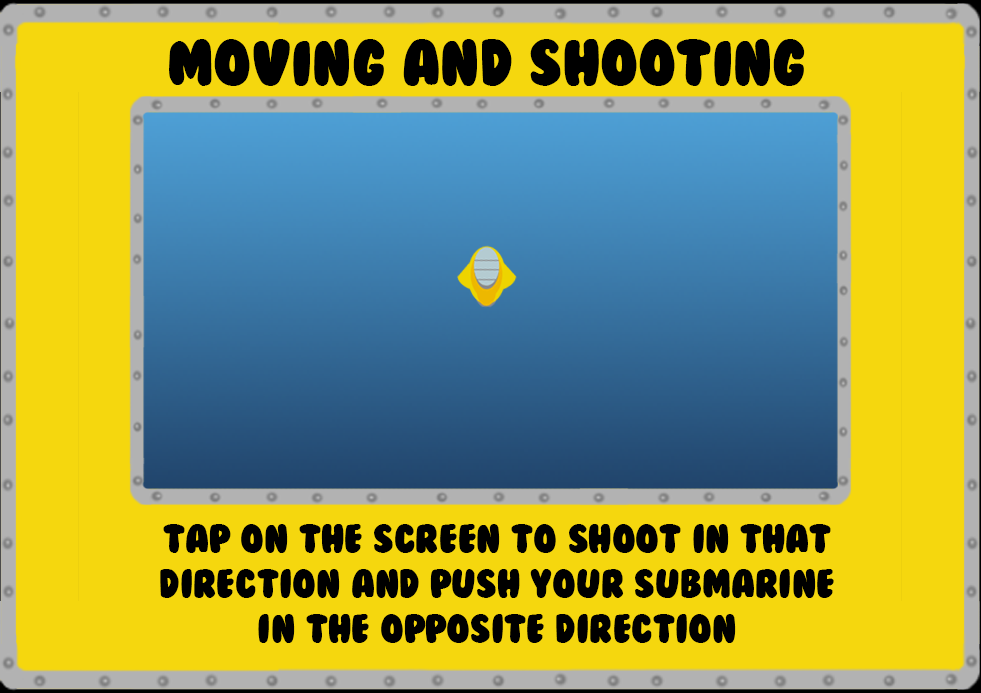 MOVING AND SHOOTING
TAP ON THE SCREEN TO SHOOT IN THAT
DIRECTION AND PUSH YOUR SUBMARINE
IN THE OPPOSITE DIRECTION